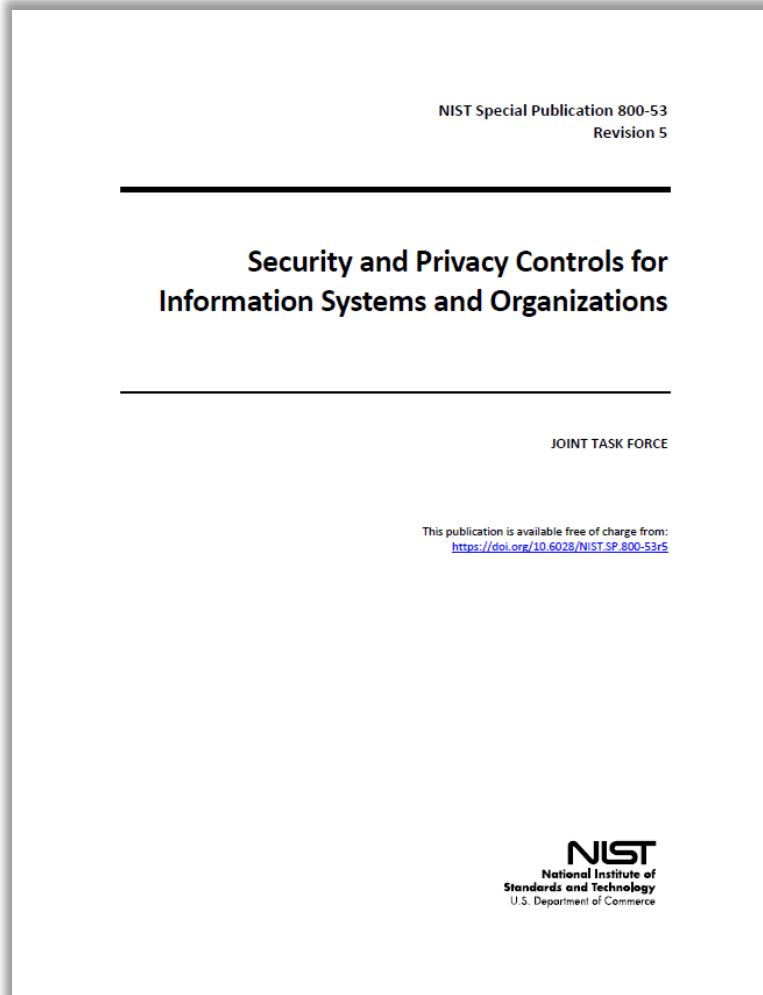 NIST Special Publication 800-53
Revision 5
Security and Privacy Controls for
Information Systems and Organizations
JOINT TASK FORCE
This publication is available free of charge from:
https://doi.org/10.6028/NIST.SP.800-53r5
NIST
National Institute of
Standards and Technology
U.S. Department of Commerce